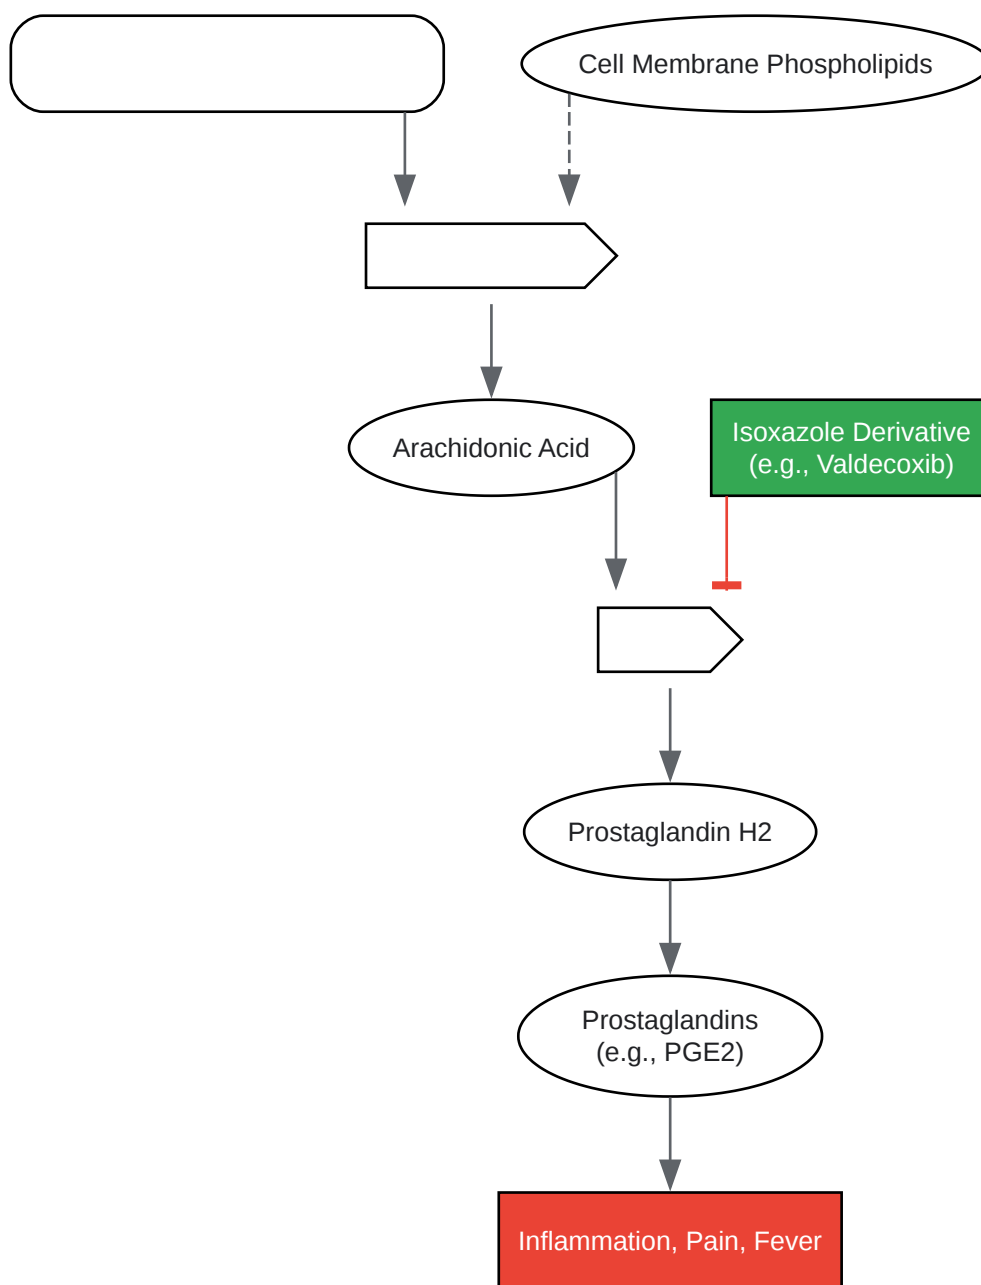 Cell Membrane Phospholipids
Arachidonic Acid
Isoxazole Derivative
(e.g., Valdecoxib)
Prostaglandin H2
Prostaglandins
(e.g., PGE2)
Inflammation, Pain, Fever